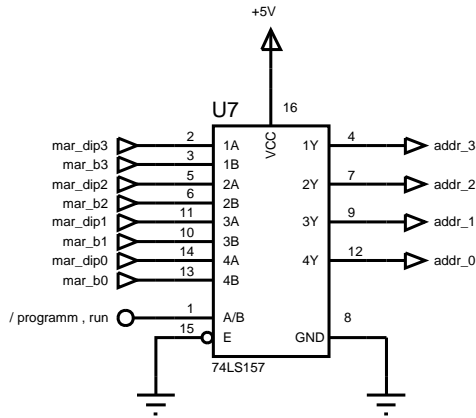 +5V
U7
16
VCC
mar_dip3 2 1A 1Y 4 addr_3
mar_b3 3 1B
mar_dip2 5 2A 2Y 7 addr_2
mar_b2 6 2B
mar_dip1 11 3A 3Y 9 addr_1
mar_b1 10 3B
mar_dip0 14 4A 4Y 12 addr_0
mar_b0 13 4B
/ programm , run 1 A/B
15 E GND 8
74LS157